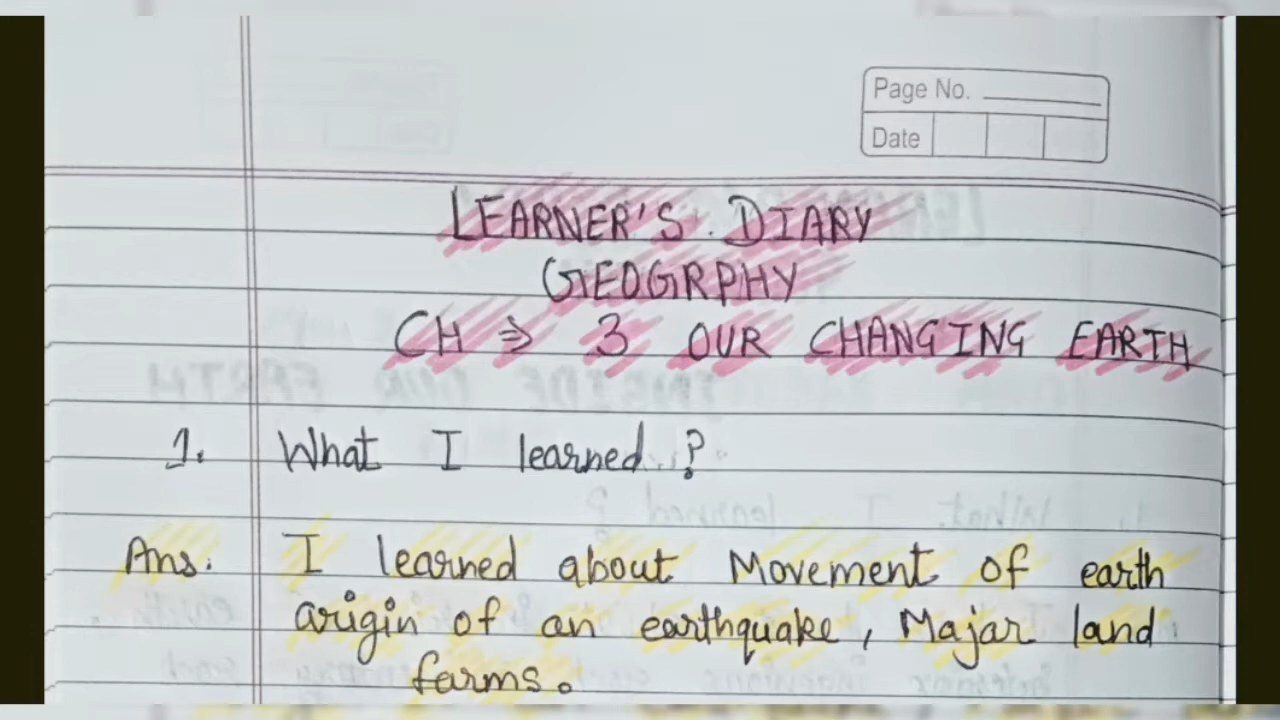 Page No.
Date
LEARNER'S DIARY
GEOGRPHY
CH ⇒ 3 OUR CHANGING EARTH
1. What I learned ?
Ans. I learned about Movement of earth
arigin of an earthquake, Majar land
farms.